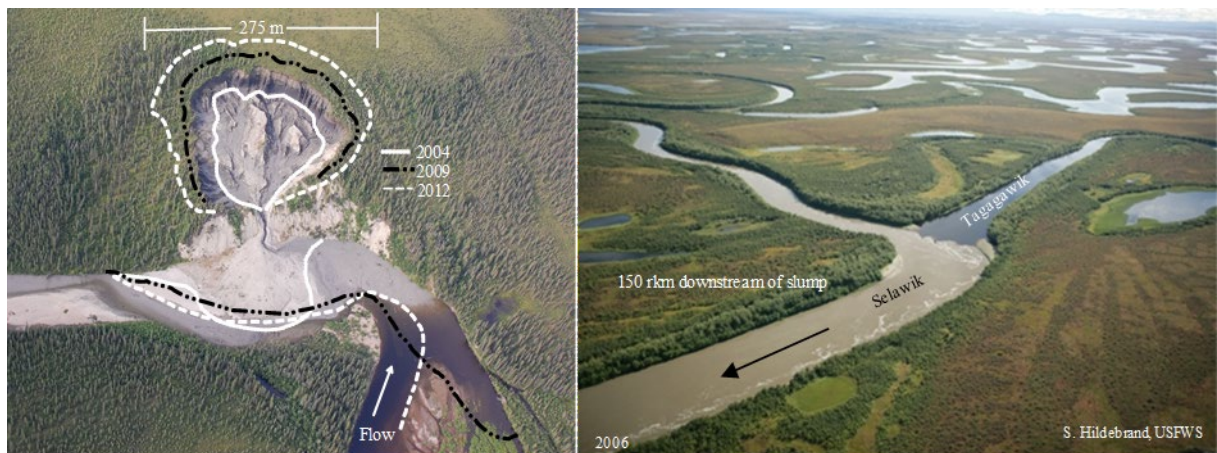 275 m
2004
2009
2012
Flow
Tagagawik
150 rkm downstream of slump
Selawik
2006
S. Hildebrand, USFWS